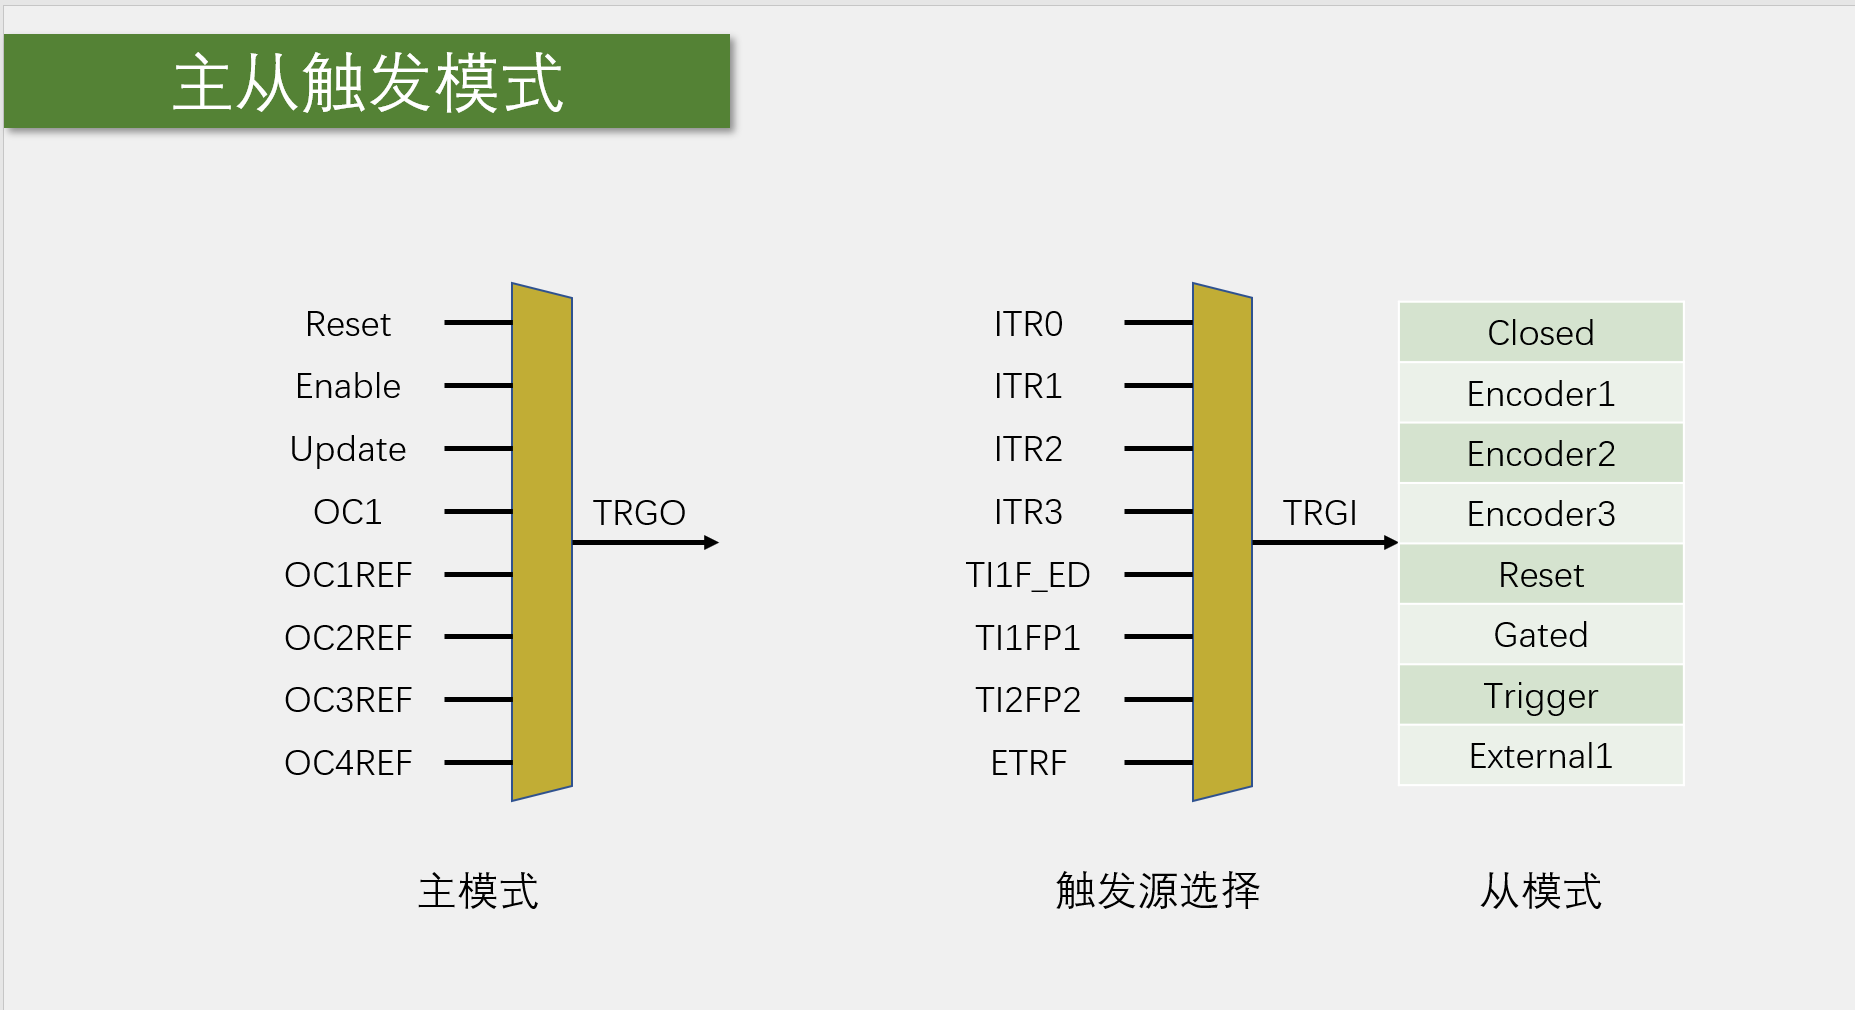 主从触发模式
Reset
Enable
Update
OC1
OC1REF
OC2REF
OC3REF
OC4REF
TRGO
主模式
ITR0
ITR1
ITR2
ITR3
TI1F_ED
TI1FP1
TI2FP2
ETRF
TRGI
触发源选择
Closed
Encoder1
Encoder2
Encoder3
Reset
Gated
Trigger
External1
从模式